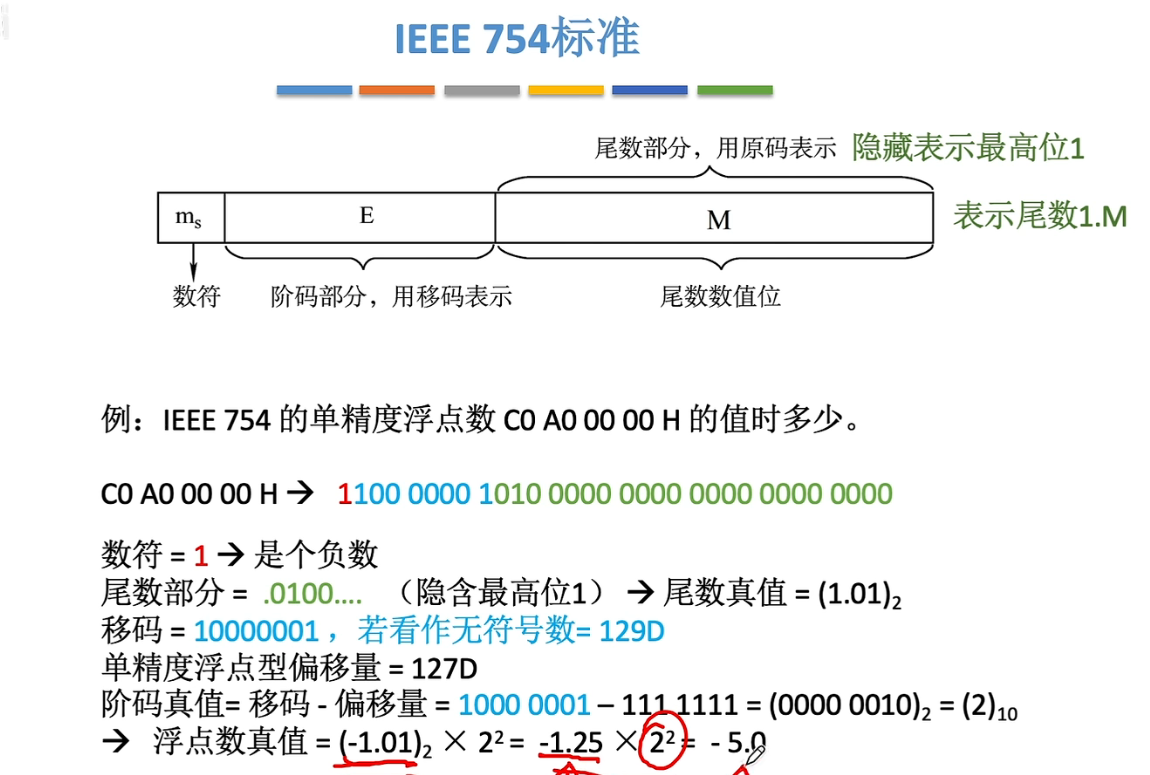 IEEE 754标准
尾数部分，用原码表示 隐藏表示最高位1
mₛ E M 表示尾数1.M
数符 阶码部分，用移码表示 尾数数值位
例：IEEE 754 的单精度浮点数 C0 A0 00 00 H 的值时多少。
C0 A0 00 00 H → 1100 0000 1010 0000 0000 0000 0000 0000
数符 = 1 → 是个负数
尾数部分 = .0100.... （隐含最高位1） → 尾数真值 = (1.01)₂
移码 = 10000001 ，若看作无符号数= 129D
单精度浮点型偏移量 = 127D
阶码真值= 移码 - 偏移量 = 1000 0001 – 111 1111 = (0000 0010)₂ = (2)₁₀
→ 浮点数真值 = (-1.01)₂ × 2² = -1.25 × 2² = - 5.0